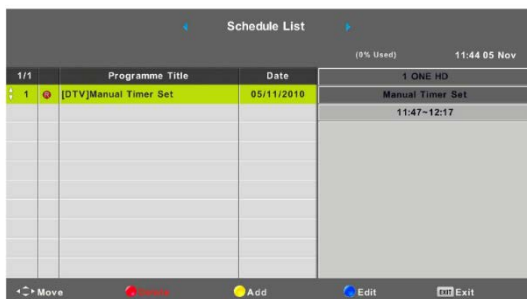 Schedule List
(0% Used) 11:44 05 Nov
1/1 Programme Title Date 1 ONE HD
1 [DTV]Manual Timer Set 05/11/2010 Manual Timer Set
11:47~12:17
Move Delete Add Edit EXIT Exit